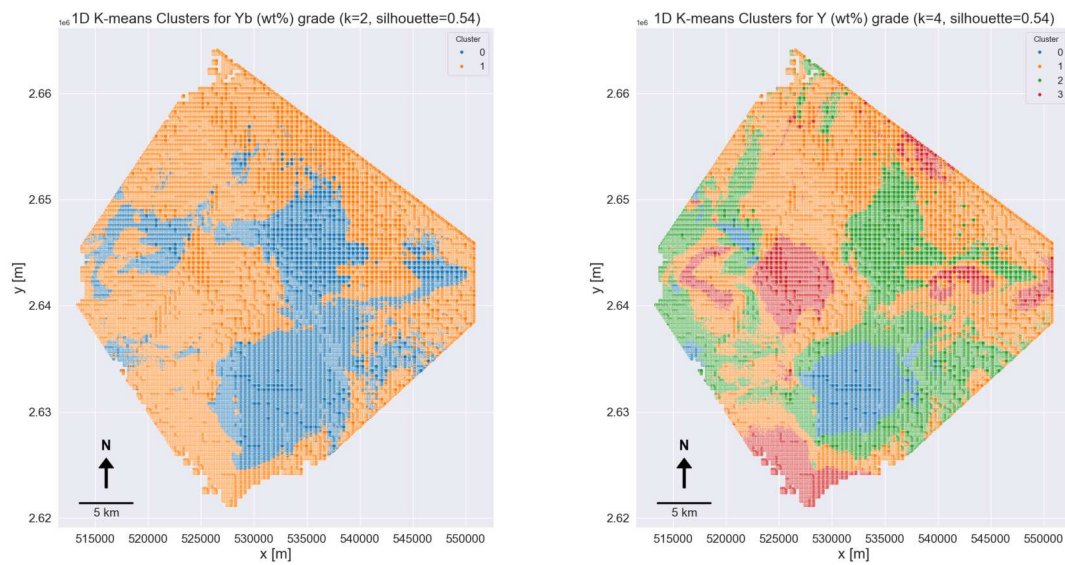 1e6 1D K-means Clusters for Yb (wt%) grade (k=2, silhouette=0.54)
Cluster
0
1
2.66
2.65
2.64
2.63
2.62
y [m]
N
5 km
515000 520000 525000 530000 535000 540000 545000 550000
x [m]
1e6 1D K-means Clusters for Y (wt%) grade (k=4, silhouette=0.54)
Cluster
0
1
2
3
2.66
2.65
2.64
2.63
2.62
y [m]
N
5 km
515000 520000 525000 530000 535000 540000 545000 550000
x [m]